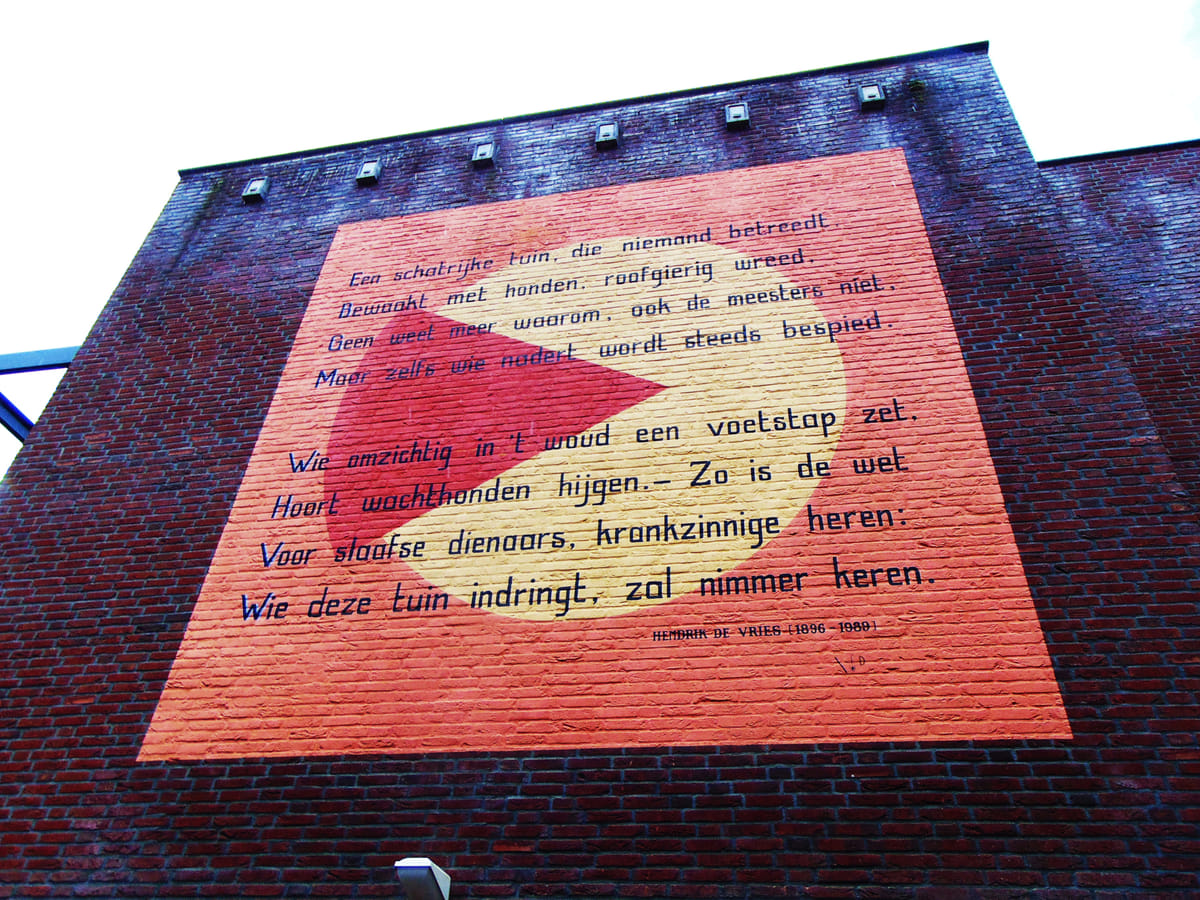 Een schatrijke tuin, die niemand betreedt.
Bewaakt met honden, roofgierig wreed.
Geen weet meer waarom, ook de meesters niet,
Maar zelfs wie nadert wordt steeds bespied.
Wie omzichtig in 't woud een voetstap zet,
Hoort wachthonden hijgen.– Zo is de wet
Voor slaafse dienaars, krankzinnige heren:
Wie deze tuin indringt, zal nimmer keren.
HENDRIK DE VRIES (1896 - 1989)